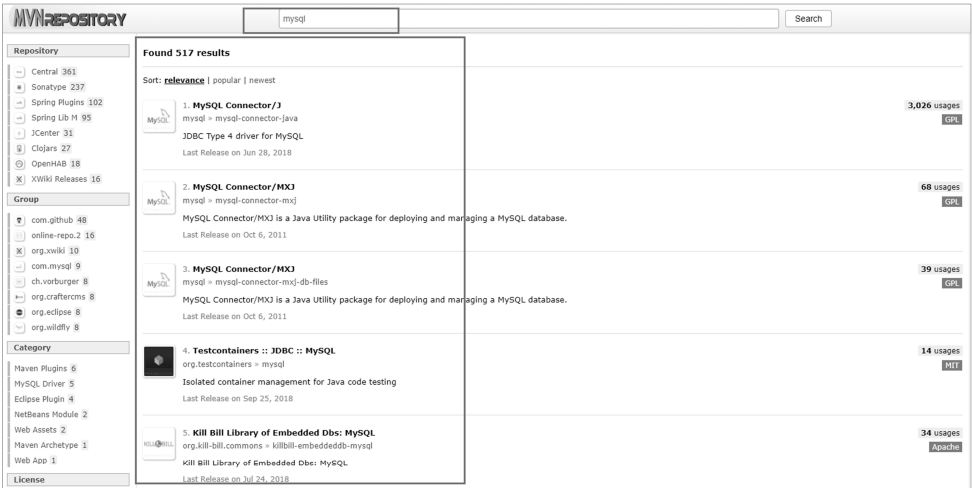 MVNREPOSITORY
mysql
Search
Repository
Central 361
Sonatype 237
Spring Plugins 102
Spring Lib M 95
JCenter 31
Clojars 27
OpenHAB 18
XWiki Releases 16
Group
com.github 48
online-repo.2 16
org.xwiki 10
com.mysql 9
ch.vorburger 8
org.craftercms 8
org.eclipse 8
org.wildfly 8
Category
Maven Plugins 6
MySQL Driver 5
Eclipse Plugin 4
NetBeans Module 2
Web Assets 2
Maven Archetype 1
Web App 1
License
Found 517 results
Sort: relevance | popular | newest
MySQL
1. MySQL Connector/J
3,026 usages
mysql » mysql-connector-java
GPL
JDBC Type 4 driver for MySQL
Last Release on Jun 28, 2018
MySQL
2. MySQL Connector/MXJ
68 usages
mysql » mysql-connector-mxj
GPL
MySQL Connector/MXJ is a Java Utility package for deploying and managing a MySQL database.
Last Release on Oct 6, 2011
MySQL
3. MySQL Connector/MXJ
39 usages
mysql » mysql-connector-mxj-db-files
GPL
MySQL Connector/MXJ is a Java Utility package for deploying and managing a MySQL database.
Last Release on Oct 6, 2011
4. Testcontainers :: JDBC :: MySQL
14 usages
org.testcontainers » mysql
MIT
Isolated container management for Java code testing
Last Release on Sep 25, 2018
KILL BILL
5. Kill Bill Library of Embedded Dbs: MySQL
34 usages
org.kill-bill.commons » killbill-embeddeddb-mysql
Apache
Kill Bill Library of Embedded Dbs: MySQL
Last Release on Jul 24, 2018